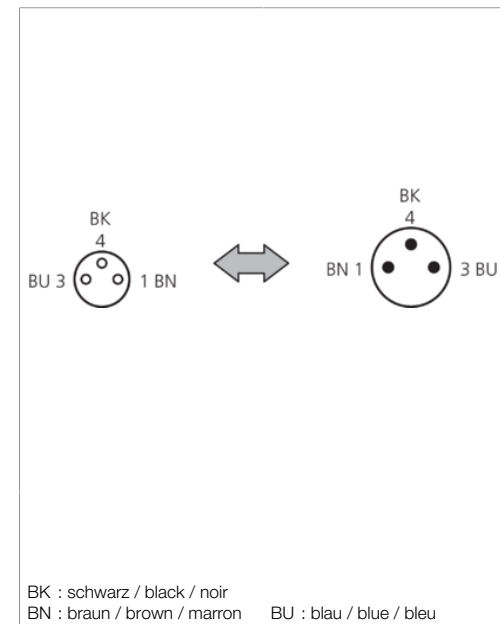 BK
4
BU 3
1 BN
BK
4
BN 1
3 BU
BK : schwarz / black / noir
BN : braun / brown / marron BU : blau / blue / bleu